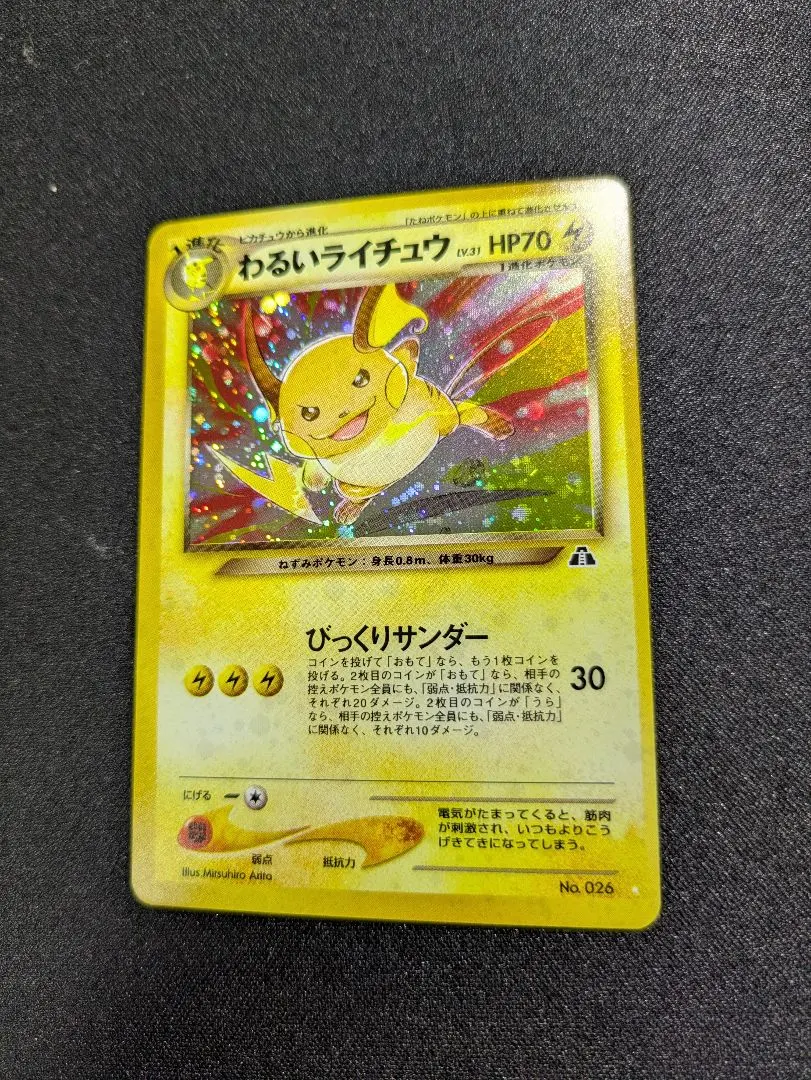 1進化
ピカチュウから進化
「たねポケモン」の上に重ねて進化させる
わるいライチュウ LV.31 HP70
1進化ポケモン
ねずみポケモン:身長0.8m、体重30kg
びっくりサンダー
コインを投げて「おもて」なら、もう1枚コインを
投げる。2枚目のコインが「おもて」なら、相手の
控えポケモン全員にも、「弱点・抵抗力」に関係なく、
それぞれ20ダメージ。2枚目のコインが「うら」
なら、相手の控えポケモン全員にも、「弱点・抵抗力」
に関係なく、それぞれ10ダメージ。
30
にげる
弱点
抵抗力
電気がたまってくると、筋肉
が刺激され、いつもよりこう
げきてきになってしまう。
Illus. Mitsuhiro Arita
No. 026